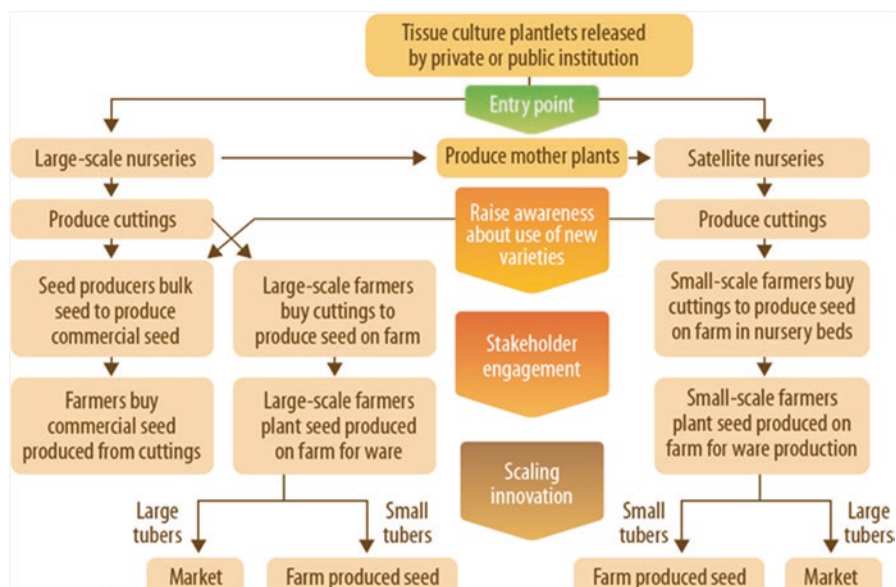 Tissue culture plantlets released
by private or public institution
Entry point
Large-scale nurseries
Produce mother plants
Satellite nurseries
Produce cuttings
Raise awareness
about use of new
varieties
Produce cuttings
Seed producers bulk
seed to produce
commercial seed
Large-scale farmers
buy cuttings to
produce seed on farm
Small-scale farmers buy
cuttings to produce seed
on farm in nursery beds
Stakeholder
engagement
Farmers buy
commercial seed
produced from cuttings
Large-scale farmers
plant seed produced
on farm for ware
Small-scale farmers
plant seed produced on
farm for ware production
Scaling
innovation
Large
tubers
Small
tubers
Small
tubers
Large
tubers
Market
Farm produced seed
Farm produced seed
Market